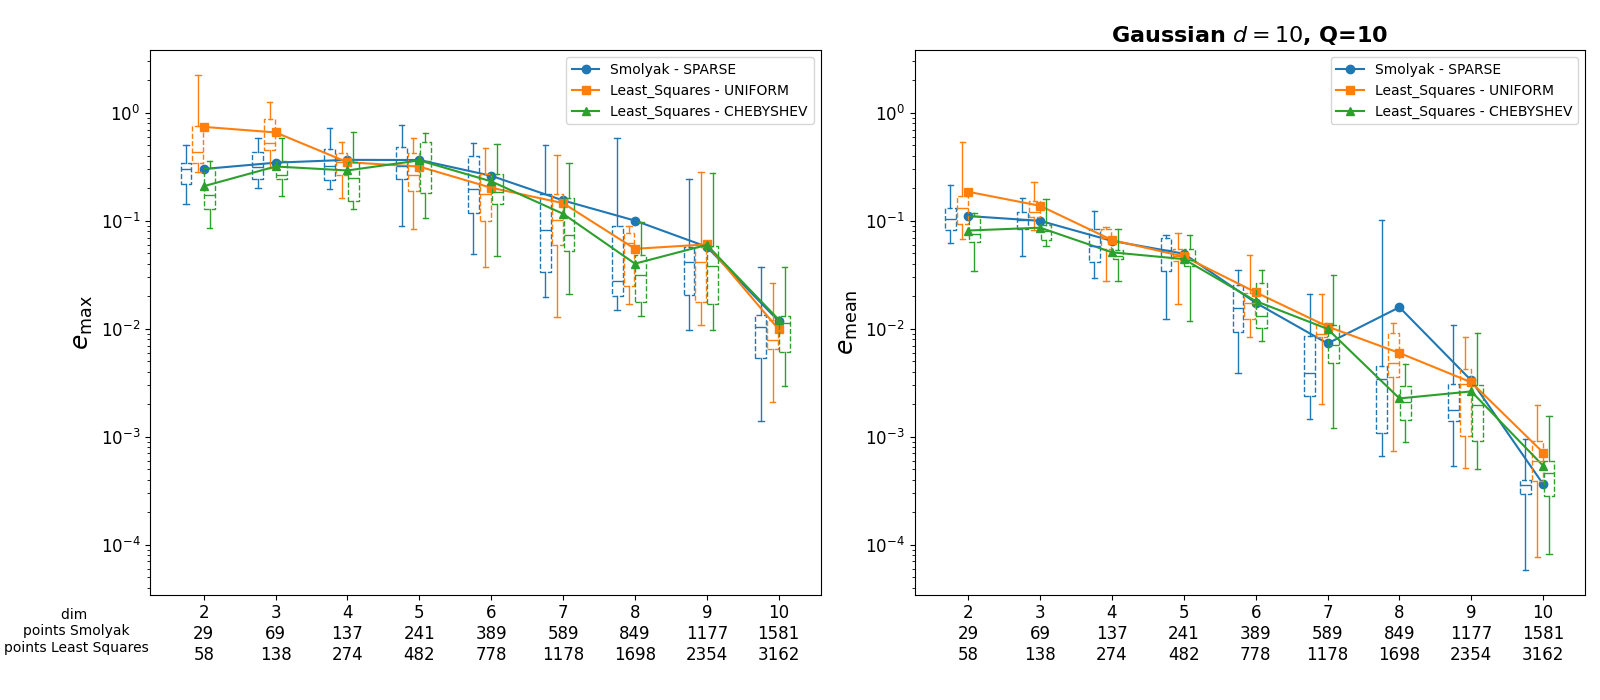 Gaussian d = 10, Q=10
Smolyak - SPARSE
Least_Squares - UNIFORM
Least_Squares - CHEBYSHEV
10⁰
10⁻¹
10⁻²
10⁻³
10⁻⁴
e_max
dim 2 3 4 5 6 7 8 9 10
points Smolyak 29 69 137 241 389 589 849 1177 1581
points Least Squares 58 138 274 482 778 1178 1698 2354 3162
Smolyak - SPARSE
Least_Squares - UNIFORM
Least_Squares - CHEBYSHEV
10⁰
10⁻¹
10⁻²
10⁻³
10⁻⁴
e_mean
2 3 4 5 6 7 8 9 10
29 69 137 241 389 589 849 1177 1581
58 138 274 482 778 1178 1698 2354 3162